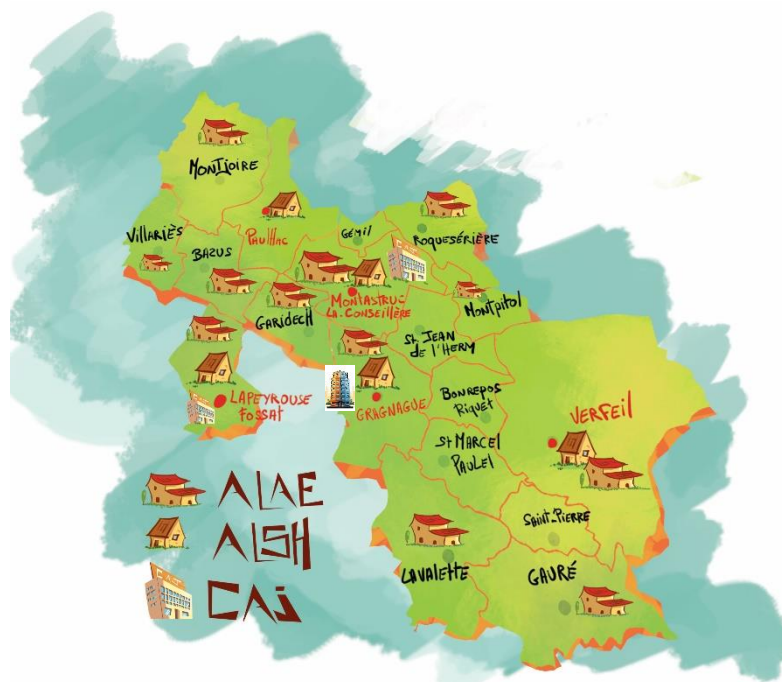 MONTJOIRE
PAULHAC
GÉMIL
ROQUESÉRIÈRE
VILLARIÈS
BAZUS
MONTASTRUC
LA-CONSEILLÈRE
MONTPITOL
GARIDECH
ST JEAN
DE L'HERM
LAPEYROUSE
FOSSAT
GRAGNAGUE
BONREPOS
RIQUET
VERFEIL
ST MARCEL
PAULEL
SAINT-PIERRE
LAVALETTE
GAURÉ
ALAE
ALSH
CAJ